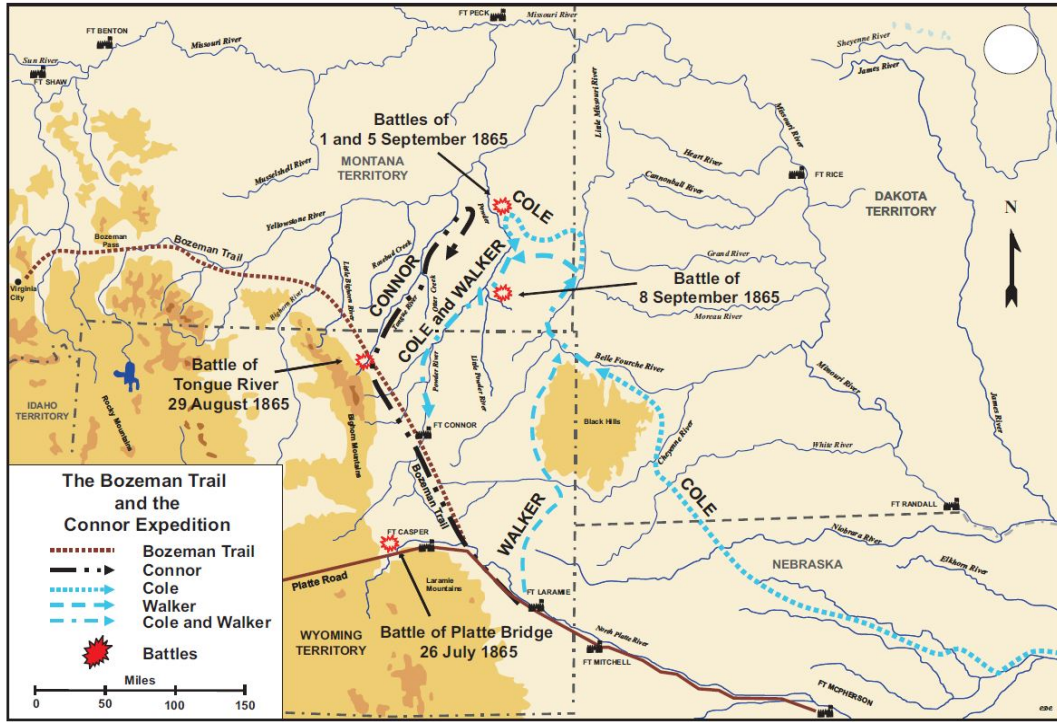 FT PECK
Missouri River
FT BENTON
Missouri River
Sun River
FT SHAW
Sheyenne River
James River
Little Missouri River
Missouri River
Battles of
1 and 5 September 1865
MONTANA
TERRITORY
Musselshell River
Heart River
FT RICE
Cannonball River
DAKOTA
TERRITORY
N
Powder
COLE
Yellowstone River
Bozeman
Pass
Bozeman Trail
Rosebud Creek
CONNOR
COLE and WALKER
Grand River
Virginia
City
Little Bighorn River
Bighorn River
Otter Creek
Tongue River
Battle of
8 September 1865
Moreau River
Battle of
Tongue River
29 August 1865
Powder River
Little Powder River
Belle Fourche River
Missouri River
James River
IDAHO
TERRITORY
Rocky Mountains
Bighorn Mountains
FT CONNOR
Black Hills
Cheyenne River
White River
Bozeman Trail
WALKER
COLE
FT RANDALL
FT CASPER
Niobrara River
Elkhorn River
NEBRASKA
Platte Road
Laramie
Mountains
FT LARAMIE
WYOMING
TERRITORY
Battle of Platte Bridge
26 July 1865
North Platte River
FT MITCHELL
FT MCPHERSON
The Bozeman Trail
and the
Connor Expedition
Bozeman Trail
Connor
Cole
Walker
Cole and Walker
Battles
Miles
0 50 100 150 200